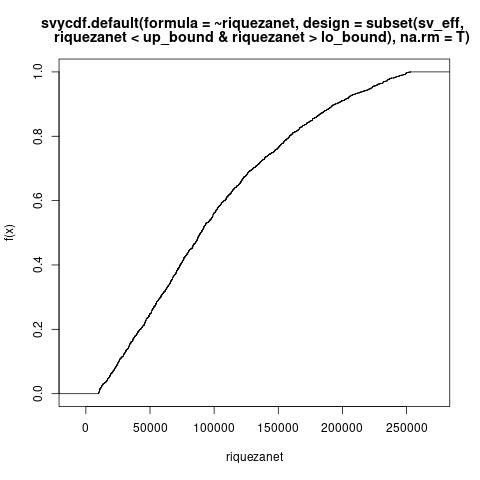 svycdf.default(formula = ~riquezanet, design = subset(sv_eff,
riquezanet < up_bound & riquezanet > lo_bound), na.rm = T)
1.0
0.8
0.6
0.4
0.2
0.0
f(x)
0 50000 100000 150000 200000 250000
riquezanet